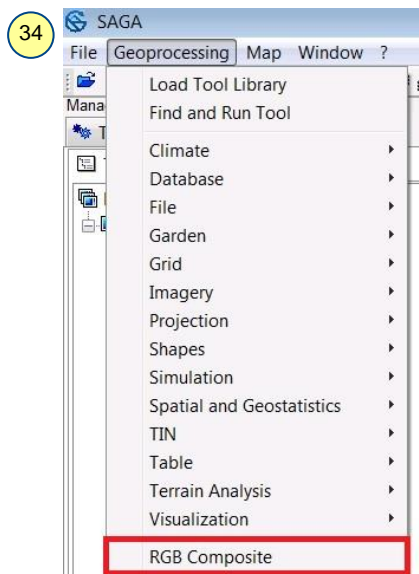 34
SAGA
File Geoprocessing Map Window ?
Load Tool Library
Mana
Find and Run Tool
T
Climate
Database
File
Garden
Grid
Imagery
Projection
Shapes
Simulation
Spatial and Geostatistics
TIN
Table
Terrain Analysis
Visualization
RGB Composite